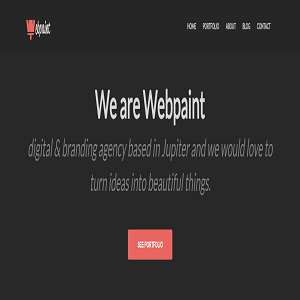 Webpaint
HOME PORTFOLIO ABOUT BLOG CONTACT
We are Webpaint
digital & branding agency based in Jupiter and we would love to
turn ideas into beautiful things.
SEE PORTFOLIO